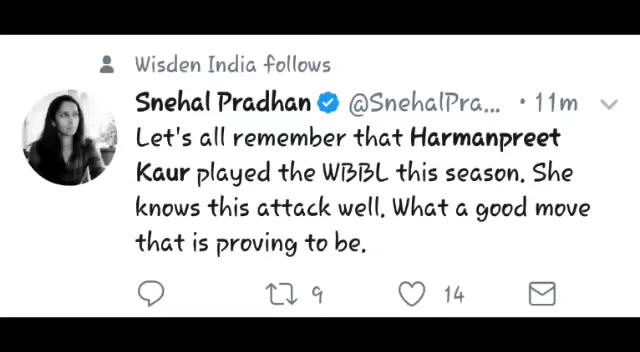 Wisden India follows
Snehal Pradhan @SnehalPra... • 11m
Let's all remember that Harmanpreet
Kaur played the WBBL this season. She
knows this attack well. What a good move
that is proving to be.
9 14